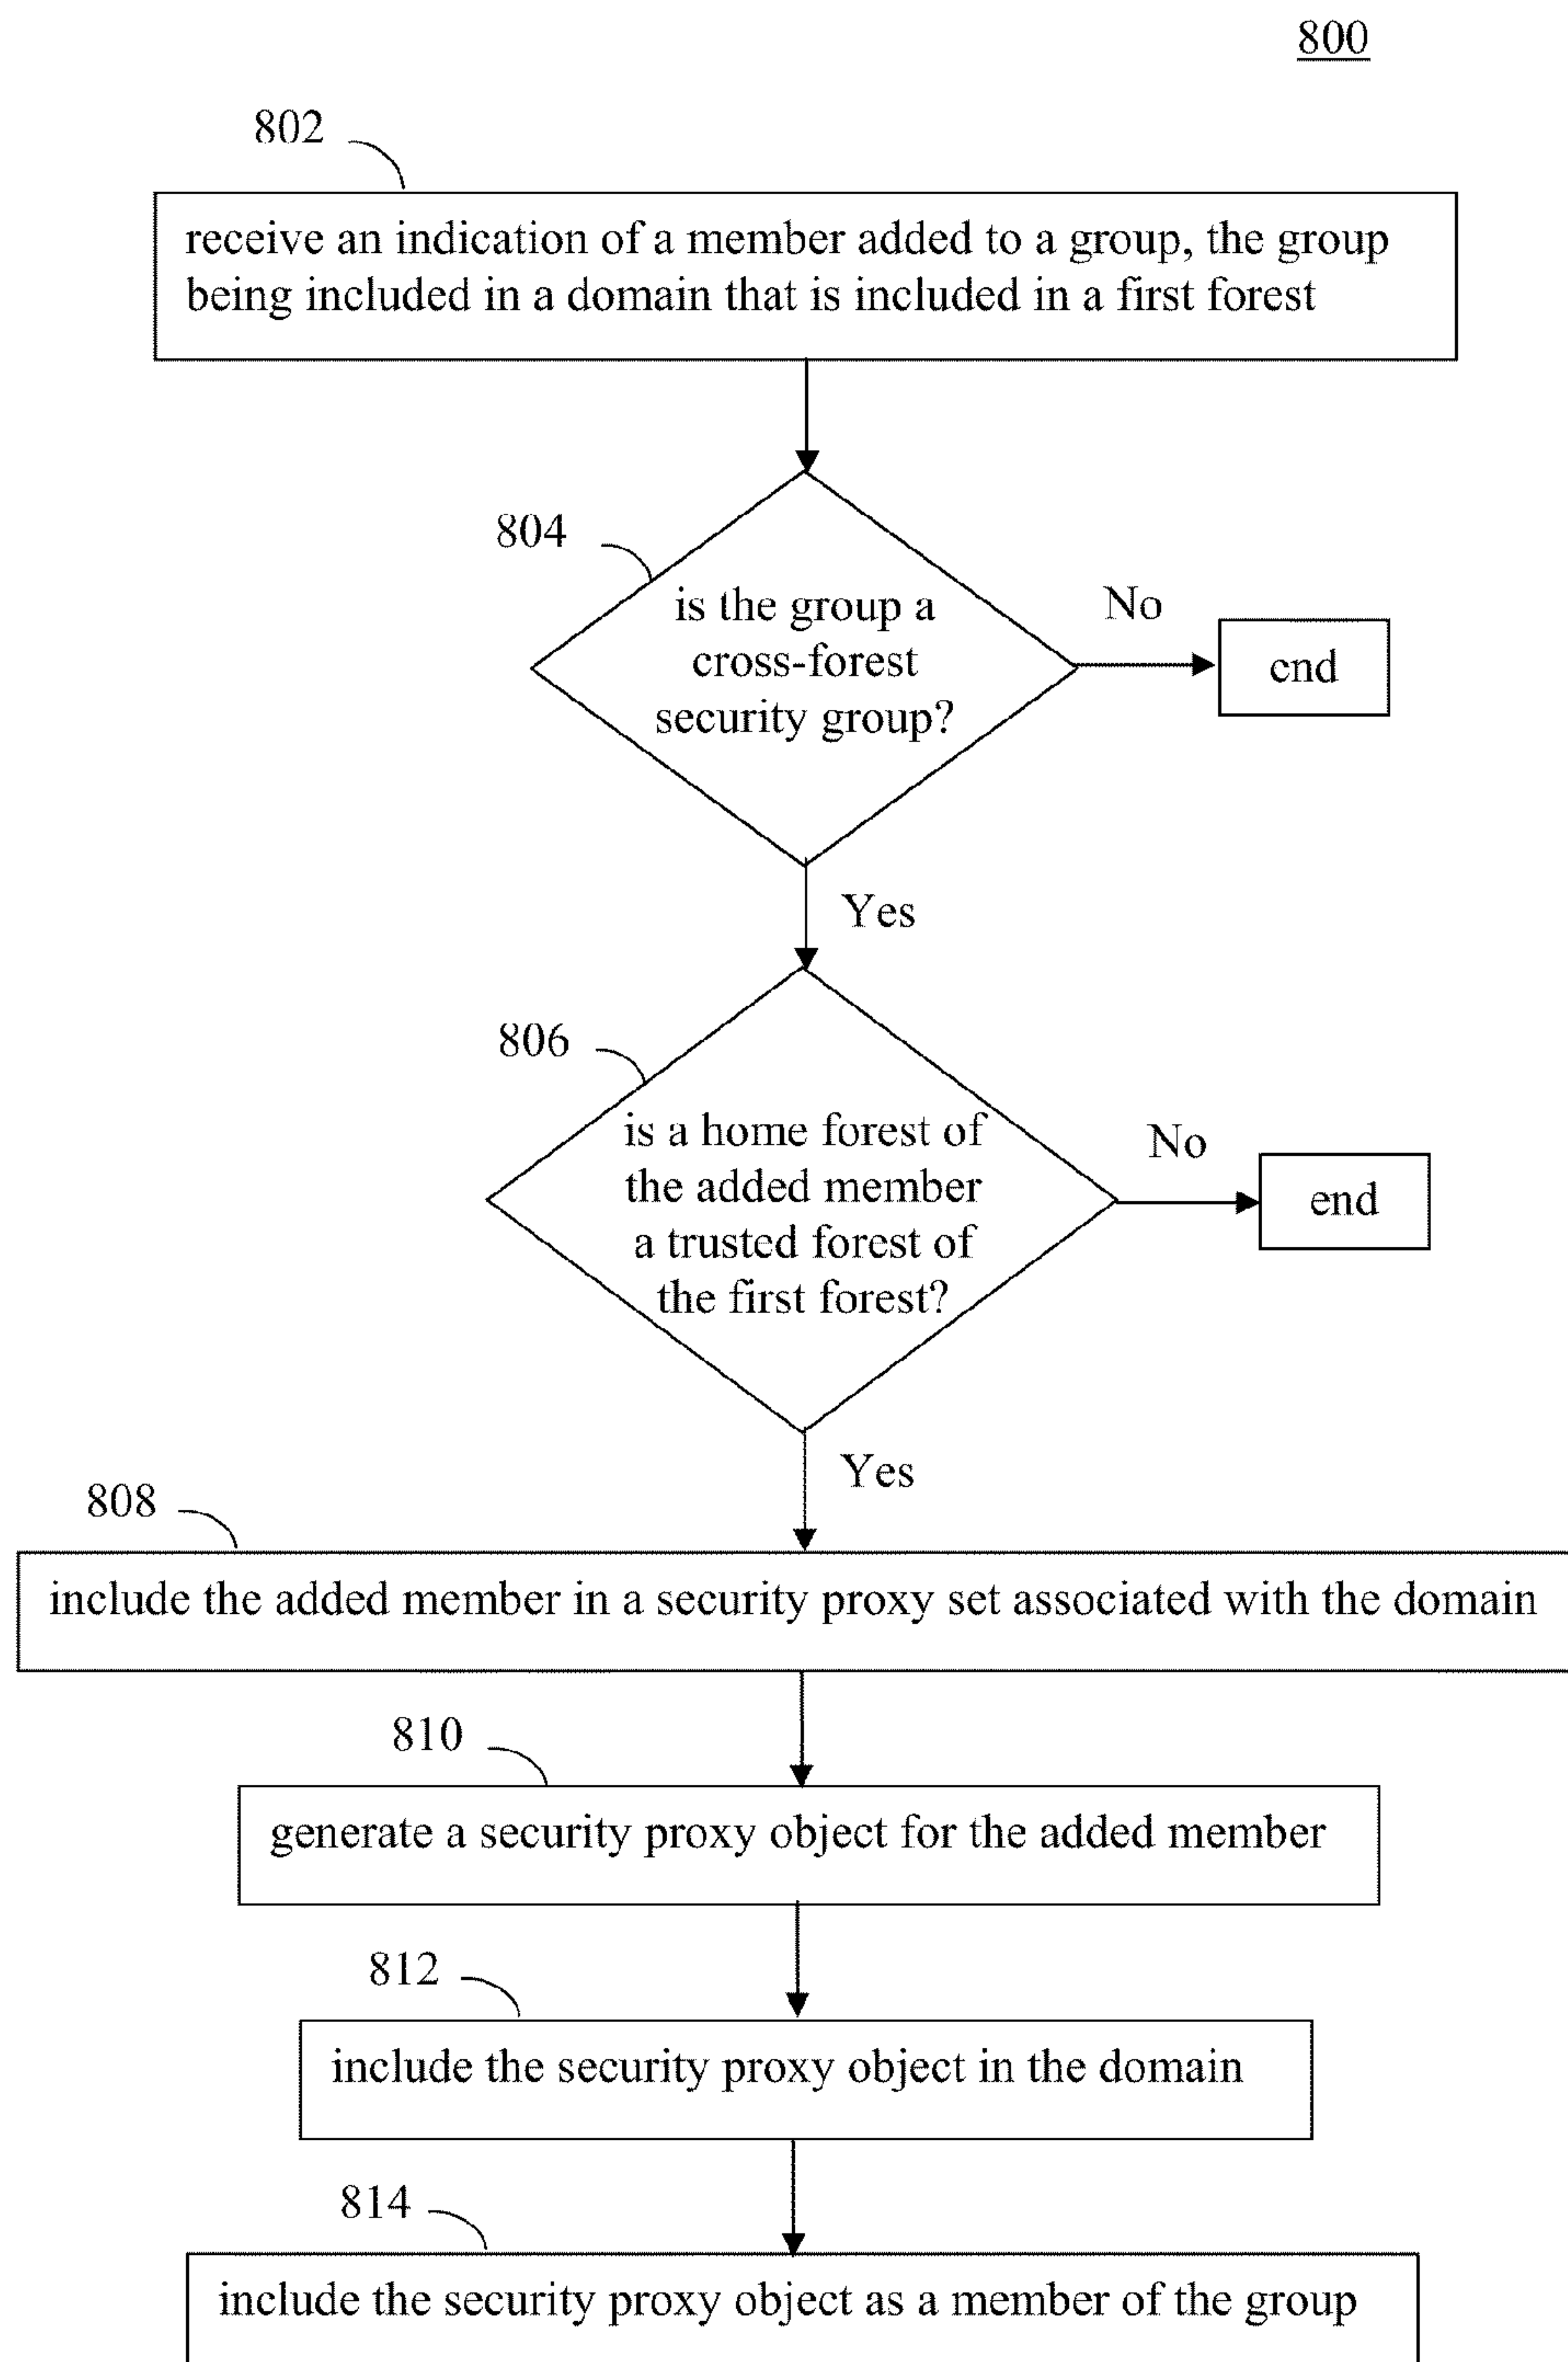 800
802
receive an indication of a member added to a group, the group
being included in a domain that is included in a first forest
804
is the group a
cross-forest
security group?
No
cnd
Yes
806
is a home forest of
the added member
a trusted forest of
the first forest?
No
end
Yes
808
include the added member in a security proxy set associated with the domain
810
generate a security proxy object for the added member
812
include the security proxy object in the domain
814
include the security proxy object as a member of the group